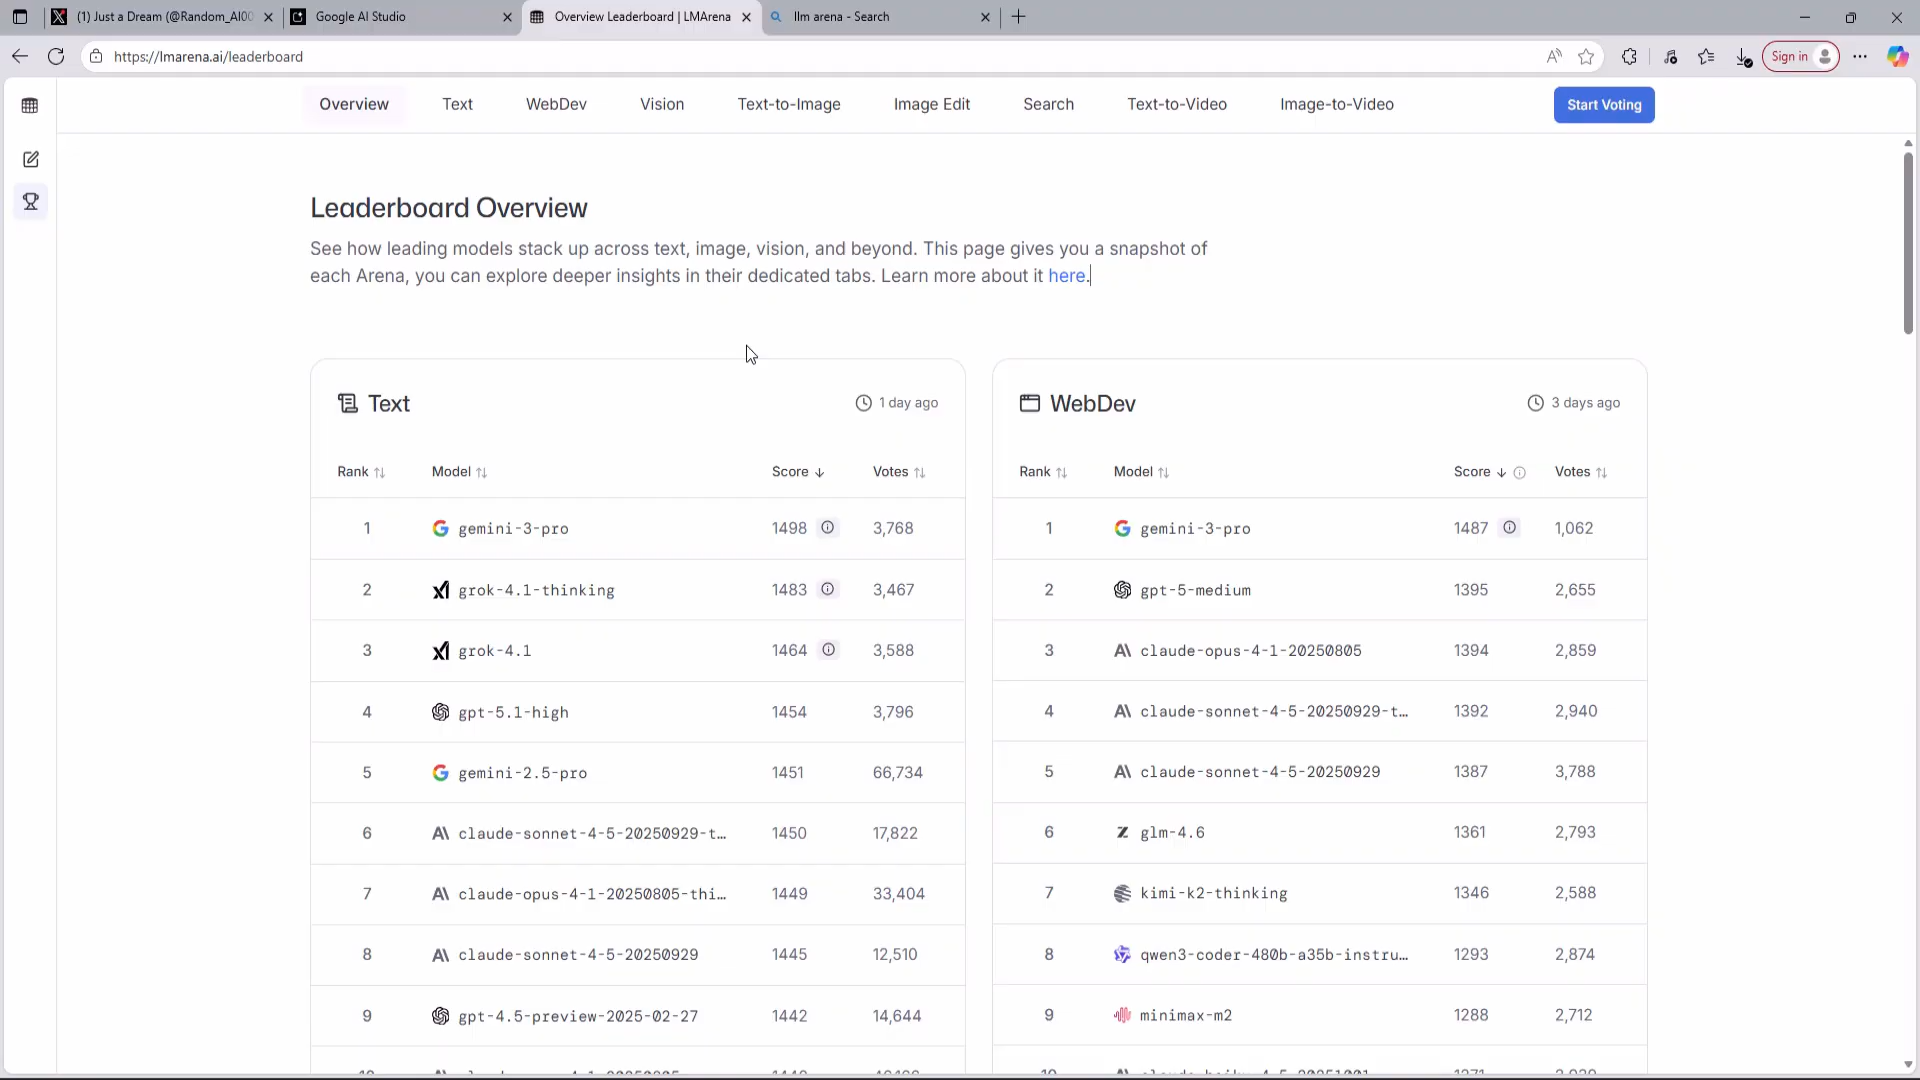 (1) Just a Dream (@Random_AI00
Google AI Studio
Overview Leaderboard | LMArena
llm arena - Search
https://lmarena.ai/leaderboard
Sign in
Overview
Text
WebDev
Vision
Text-to-Image
Image Edit
Search
Text-to-Video
Image-to-Video
Start Voting
Leaderboard Overview
See how leading models stack up across text, image, vision, and beyond. This page gives you a snapshot of
each Arena, you can explore deeper insights in their dedicated tabs. Learn more about it here.
Text 1 day ago
Rank Model Score Votes
1 gemini-3-pro 1498 3,768
2 grok-4.1-thinking 1483 3,467
3 grok-4.1 1464 3,588
4 gpt-5.1-high 1454 3,796
5 gemini-2.5-pro 1451 66,734
6 claude-sonnet-4-5-20250929-t... 1450 17,822
7 claude-opus-4-1-20250805-thi... 1449 33,404
8 claude-sonnet-4-5-20250929 1445 12,510
9 gpt-4.5-preview-2025-02-27 1442 14,644
WebDev 3 days ago
Rank Model Score Votes
1 gemini-3-pro 1487 1,062
2 gpt-5-medium 1395 2,655
3 claude-opus-4-1-20250805 1394 2,859
4 claude-sonnet-4-5-20250929-t... 1392 2,940
5 claude-sonnet-4-5-20250929 1387 3,788
6 glm-4.6 1361 2,793
7 kimi-k2-thinking 1346 2,588
8 qwen3-coder-480b-a35b-instru... 1293 2,874
9 minimax-m2 1288 2,712